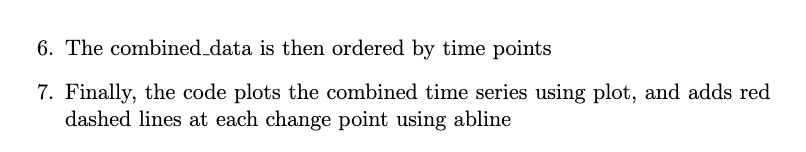 6. The combined_data is then ordered by time points
7. Finally, the code plots the combined time series using plot, and adds red
dashed lines at each change point using abline